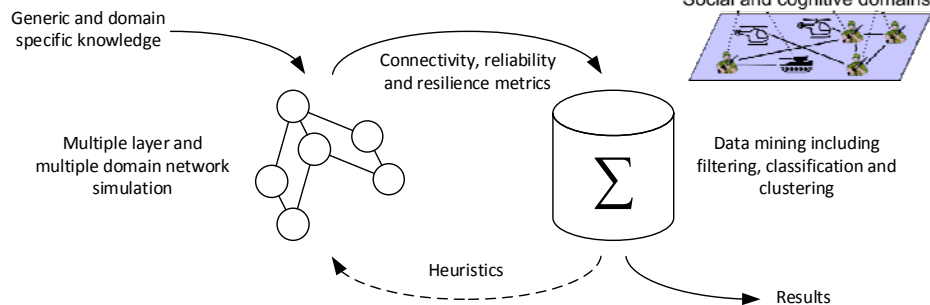 Generic and domain
specific knowledge
Social and cognitive domains
Connectivity, reliability
and resilience metrics
Multiple layer and
multiple domain network
simulation
∑
Data mining including
filtering, classification and
clustering
Heuristics
Results